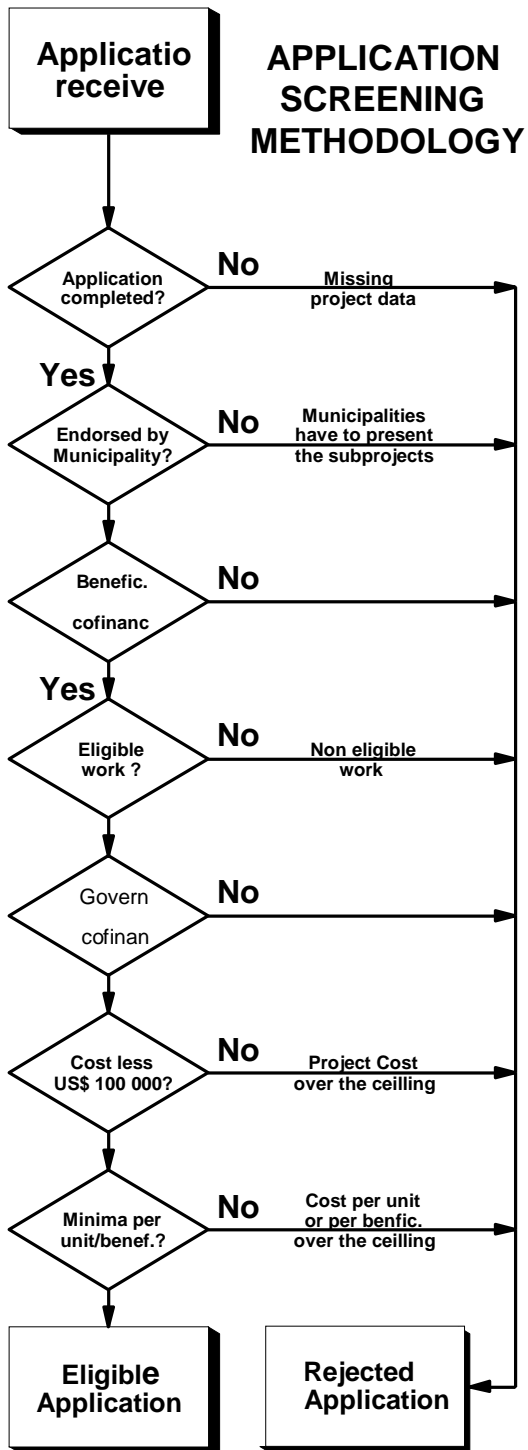 Applicatio
receive
APPLICATION
SCREENING
METHODOLOGY
Application
completed?
No
Missing
project data
Yes
Endorsed by
Municipality?
No
Municipalities
have to present
the subprojects
Benefic.
cofinanc
No
Yes
Eligible
work ?
No
Non eligible
work
Govern
cofinan
No
Cost less
US$ 100 000?
No
Project Cost
over the ceilling
Minima per
unit/benef.?
No
Cost per unit
or per benfic.
over the ceilling
Eligible
Application
Rejected
Application